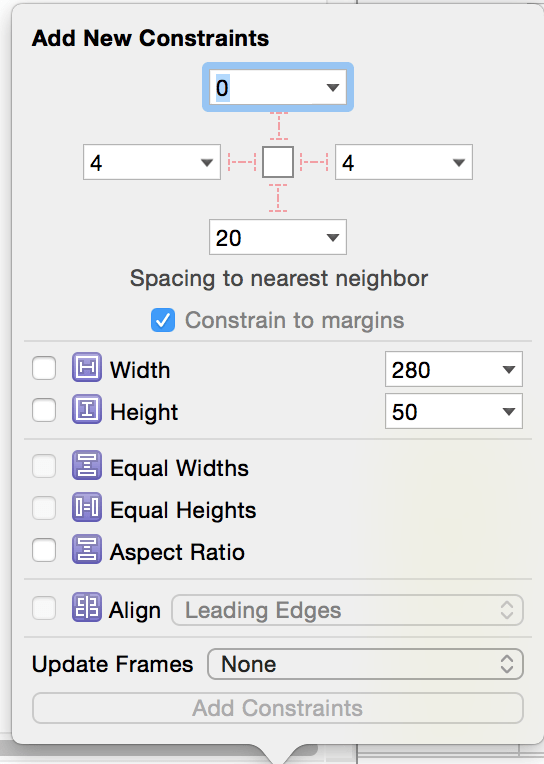 Add New Constraints
0
4 4
20
Spacing to nearest neighbor
Constrain to margins
Width 280
Height 50
Equal Widths
Equal Heights
Aspect Ratio
Align Leading Edges
Update Frames None
Add Constraints